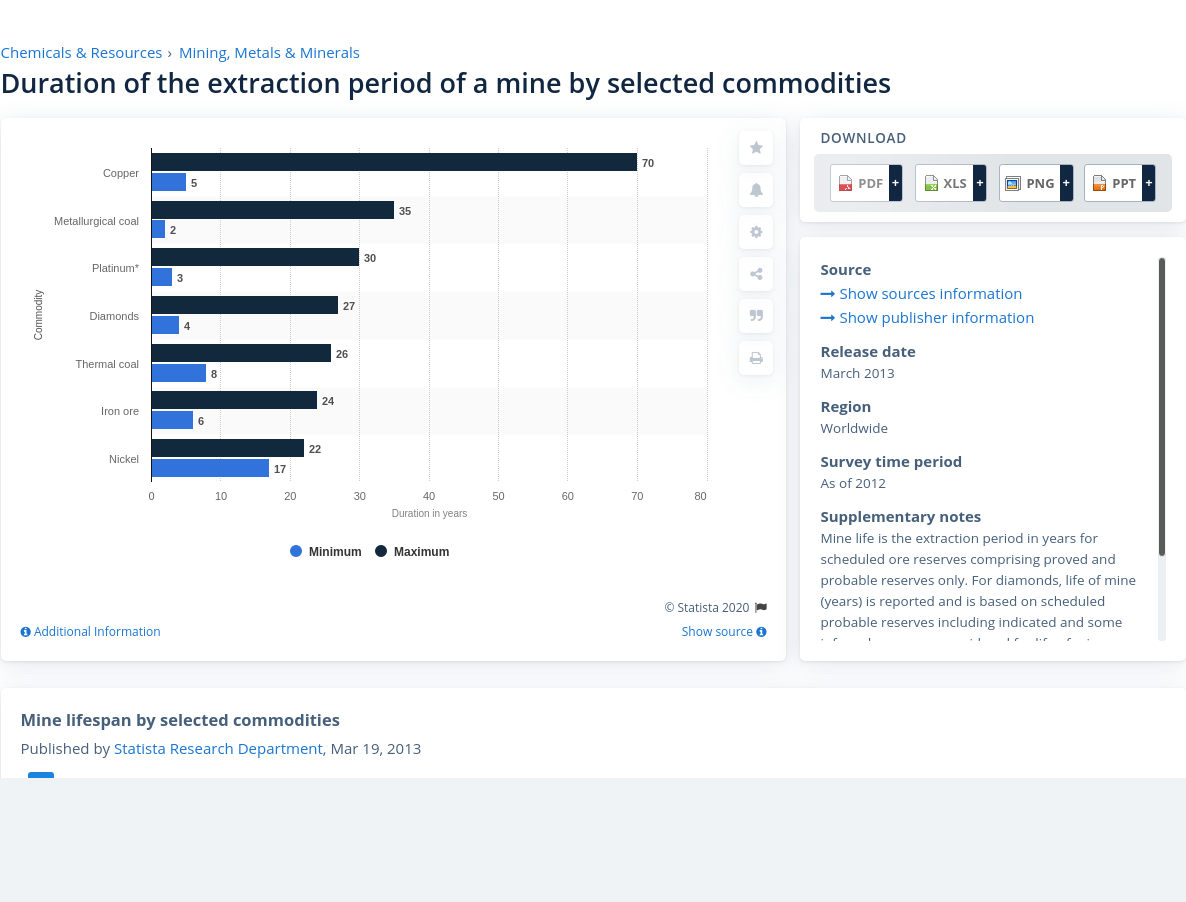 Chemicals & Resources › Mining, Metals & Minerals
Duration of the extraction period of a mine by selected commodities
Commodity
Copper
70
5
Metallurgical coal
35
2
Platinum*
30
3
Diamonds
27
4
Thermal coal
26
8
Iron ore
24
6
Nickel
22
17
0 10 20 30 40 50 60 70 80
Duration in years
Minimum Maximum
© Statista 2020
Additional Information
Show source
DOWNLOAD
PDF + XLS + PNG + PPT +
Source
Show sources information
Show publisher information
Release date
March 2013
Region
Worldwide
Survey time period
As of 2012
Supplementary notes
Mine life is the extraction period in years for
scheduled ore reserves comprising proved and
probable reserves only. For diamonds, life of mine
(years) is reported and is based on scheduled
probable reserves including indicated and some
Mine lifespan by selected commodities
Published by Statista Research Department, Mar 19, 2013